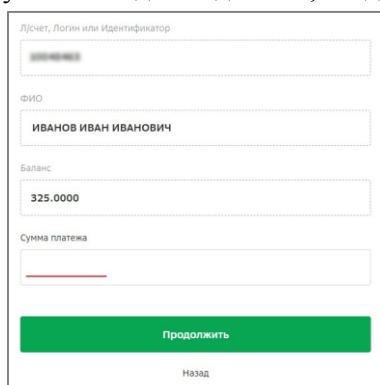 Л/счет, Логин или Идентификатор
ФИО
ИВАНОВ ИВАН ИВАНОВИЧ
Баланс
325.0000
Сумма платежа
Продолжить
Назад